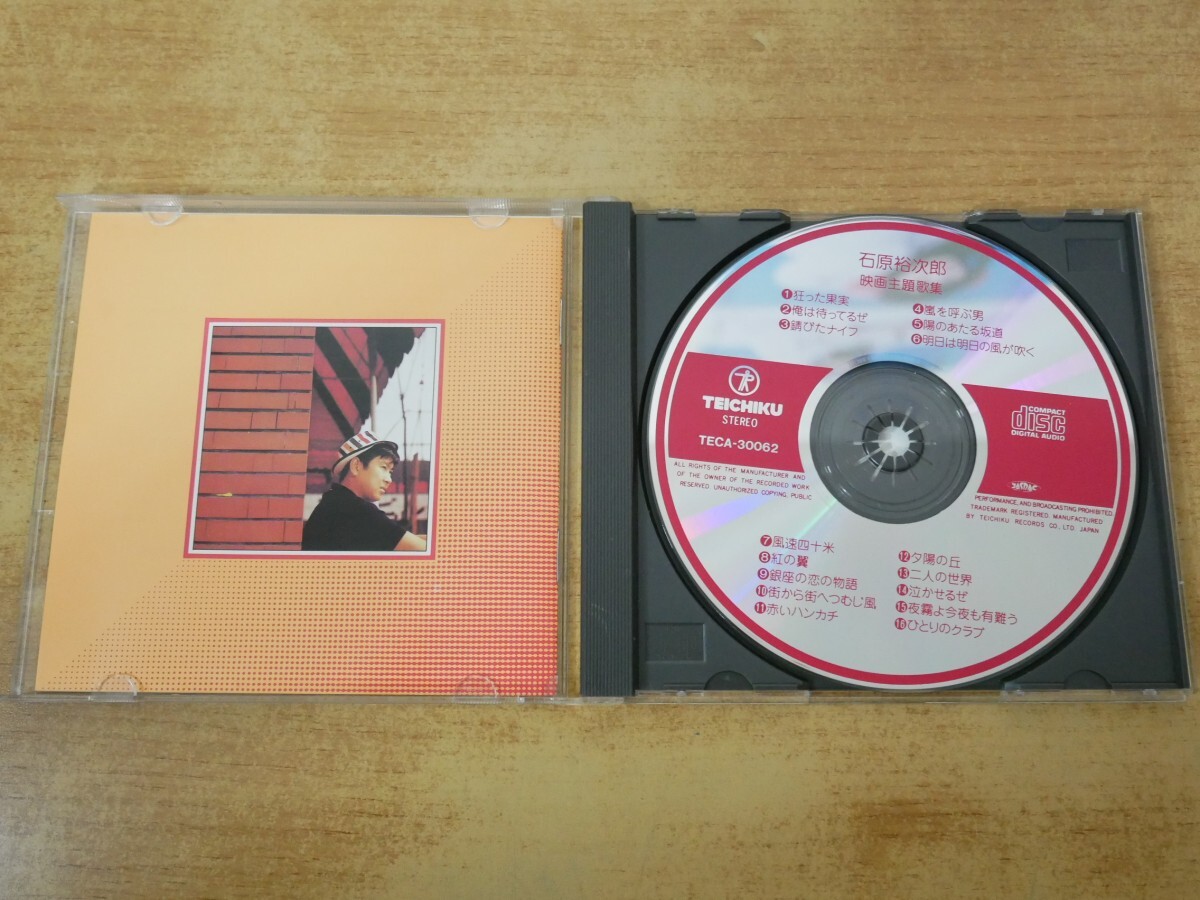 石原裕次郎
映画主題歌集
❶狂った果実
❷俺は待ってるぜ
❸錆びたナイフ
❹嵐を呼ぶ男
❺陽のあたる坂道
❻明日は明日の風が吹く
TEICHIKU
STEREO
TECA-30062
COMPACT
disc
DIGITAL AUDIO
ALL RIGHTS OF THE MANUFACTURER AND
OF THE OWNER OF THE RECORDED WORK
RESERVED. UNAUTHORIZED COPYING, PUBLIC
PERFORMANCE, AND BROADCASTING PROHIBITED.
TRADEMARK REGISTERED. MANUFACTURED
BY TEICHIKU RECORDS CO., LTD. JAPAN
❼風速四十米
❽紅の翼
❾銀座の恋の物語
❿街から街へつむじ風
⓫赤いハンカチ
⓬夕陽の丘
⓭二人の世界
⓮泣かせるぜ
⓯夜霧よ今夜も有難う
⓰ひとりのクラブ